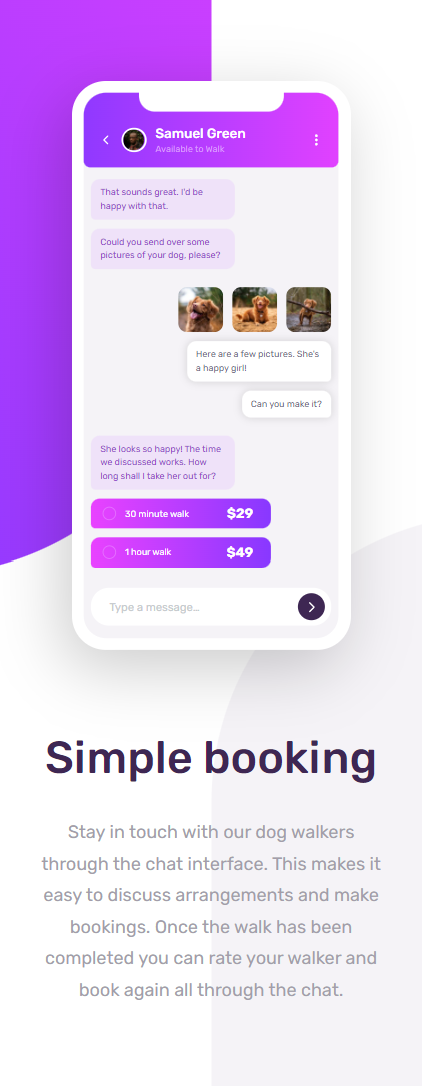 Samuel Green
Available to Walk
That sounds great. I'd be
happy with that.
Could you send over some
pictures of your dog, please?
Here are a few pictures. She's
a happy girl!
Can you make it?
She looks so happy! The time
we discussed works. How
long shall I take her out for?
30 minute walk $29
1 hour walk $49
Type a message...
Simple booking
Stay in touch with our dog walkers
through the chat interface. This makes it
easy to discuss arrangements and make
bookings. Once the walk has been
completed you can rate your walker and
book again all through the chat.